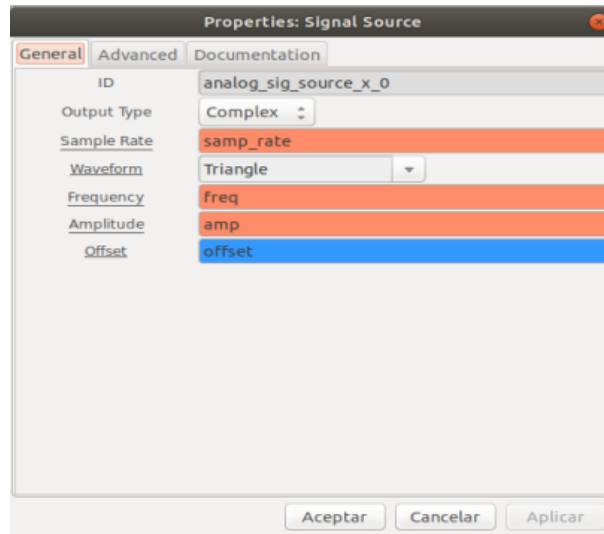 Properties: Signal Source
General Advanced Documentation
ID analog_sig_source_x_0
Output Type Complex
Sample Rate samp_rate
Waveform Triangle
Frequency freq
Amplitude amp
Offset offset
Aceptar Cancelar Aplicar